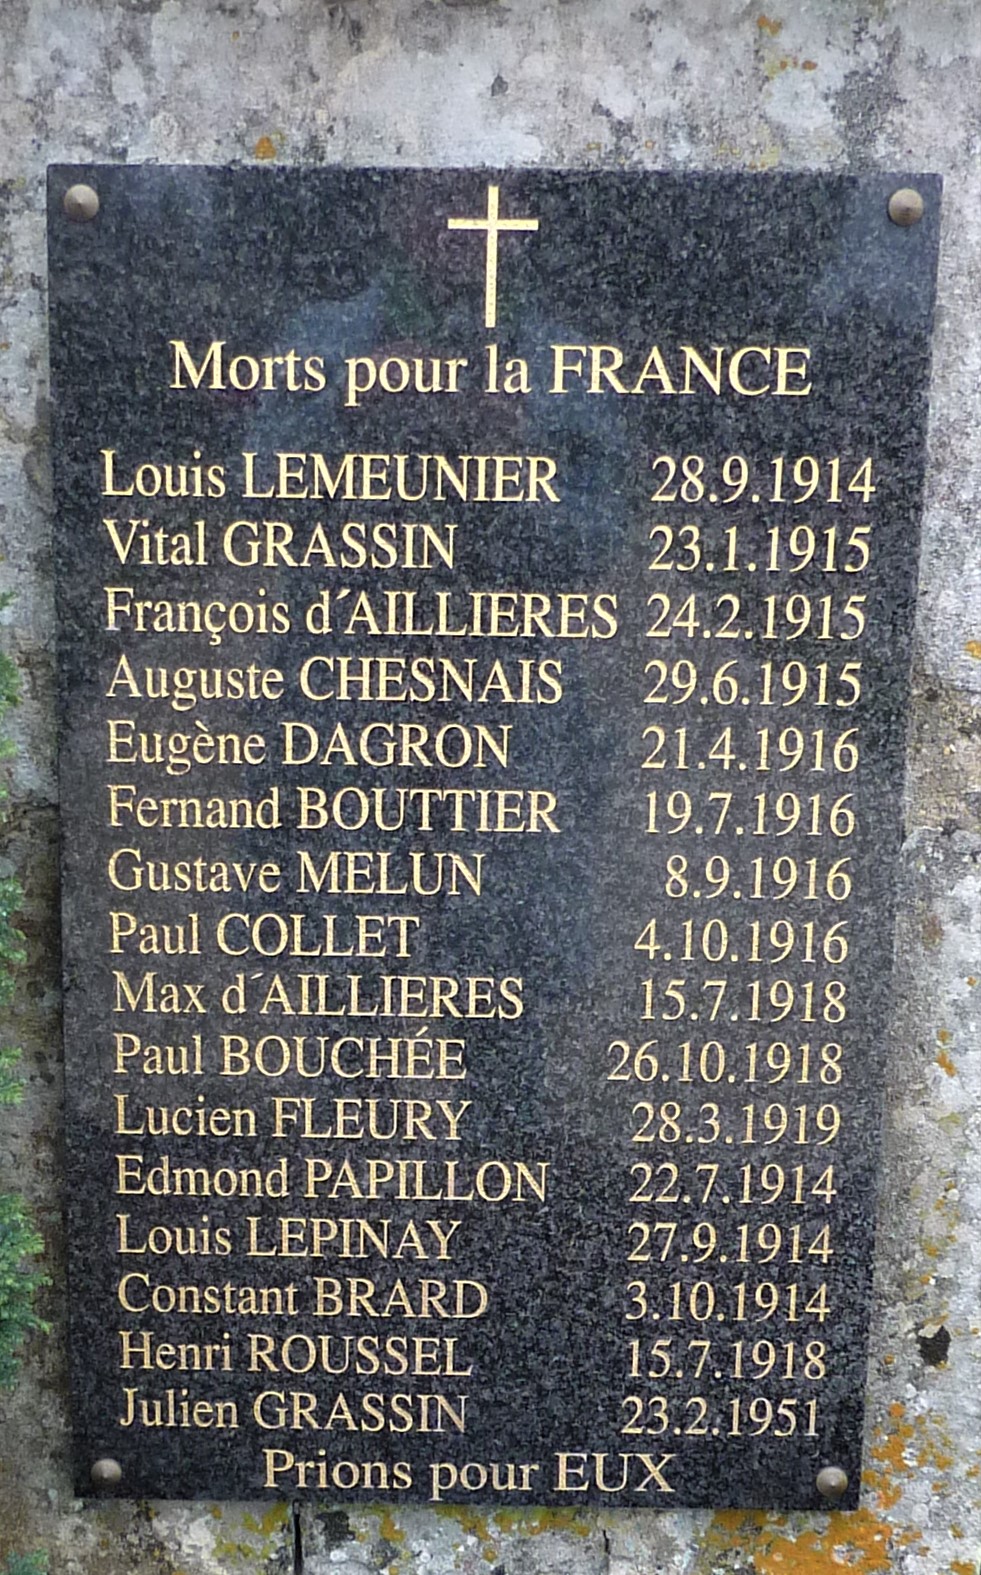 Morts pour la FRANCE
Louis LEMEUNIER 28.9.1914
Vital GRASSIN 23.1.1915
François d´AILLIERES 24.2.1915
Auguste CHESNAIS 29.6.1915
Eugène DAGRON 21.4.1916
Fernand BOUTTIER 19.7.1916
Gustave MELUN 8.9.1916
Paul COLLET 4.10.1916
Max d´AILLIERES 15.7.1918
Paul BOUCHÉE 26.10.1918
Lucien FLEURY 28.3.1919
Edmond PAPILLON 22.7.1914
Louis LEPINAY 27.9.1914
Constant BRARD 3.10.1914
Henri ROUSSEL 15.7.1918
Julien GRASSIN 23.2.1951
Prions pour EUX